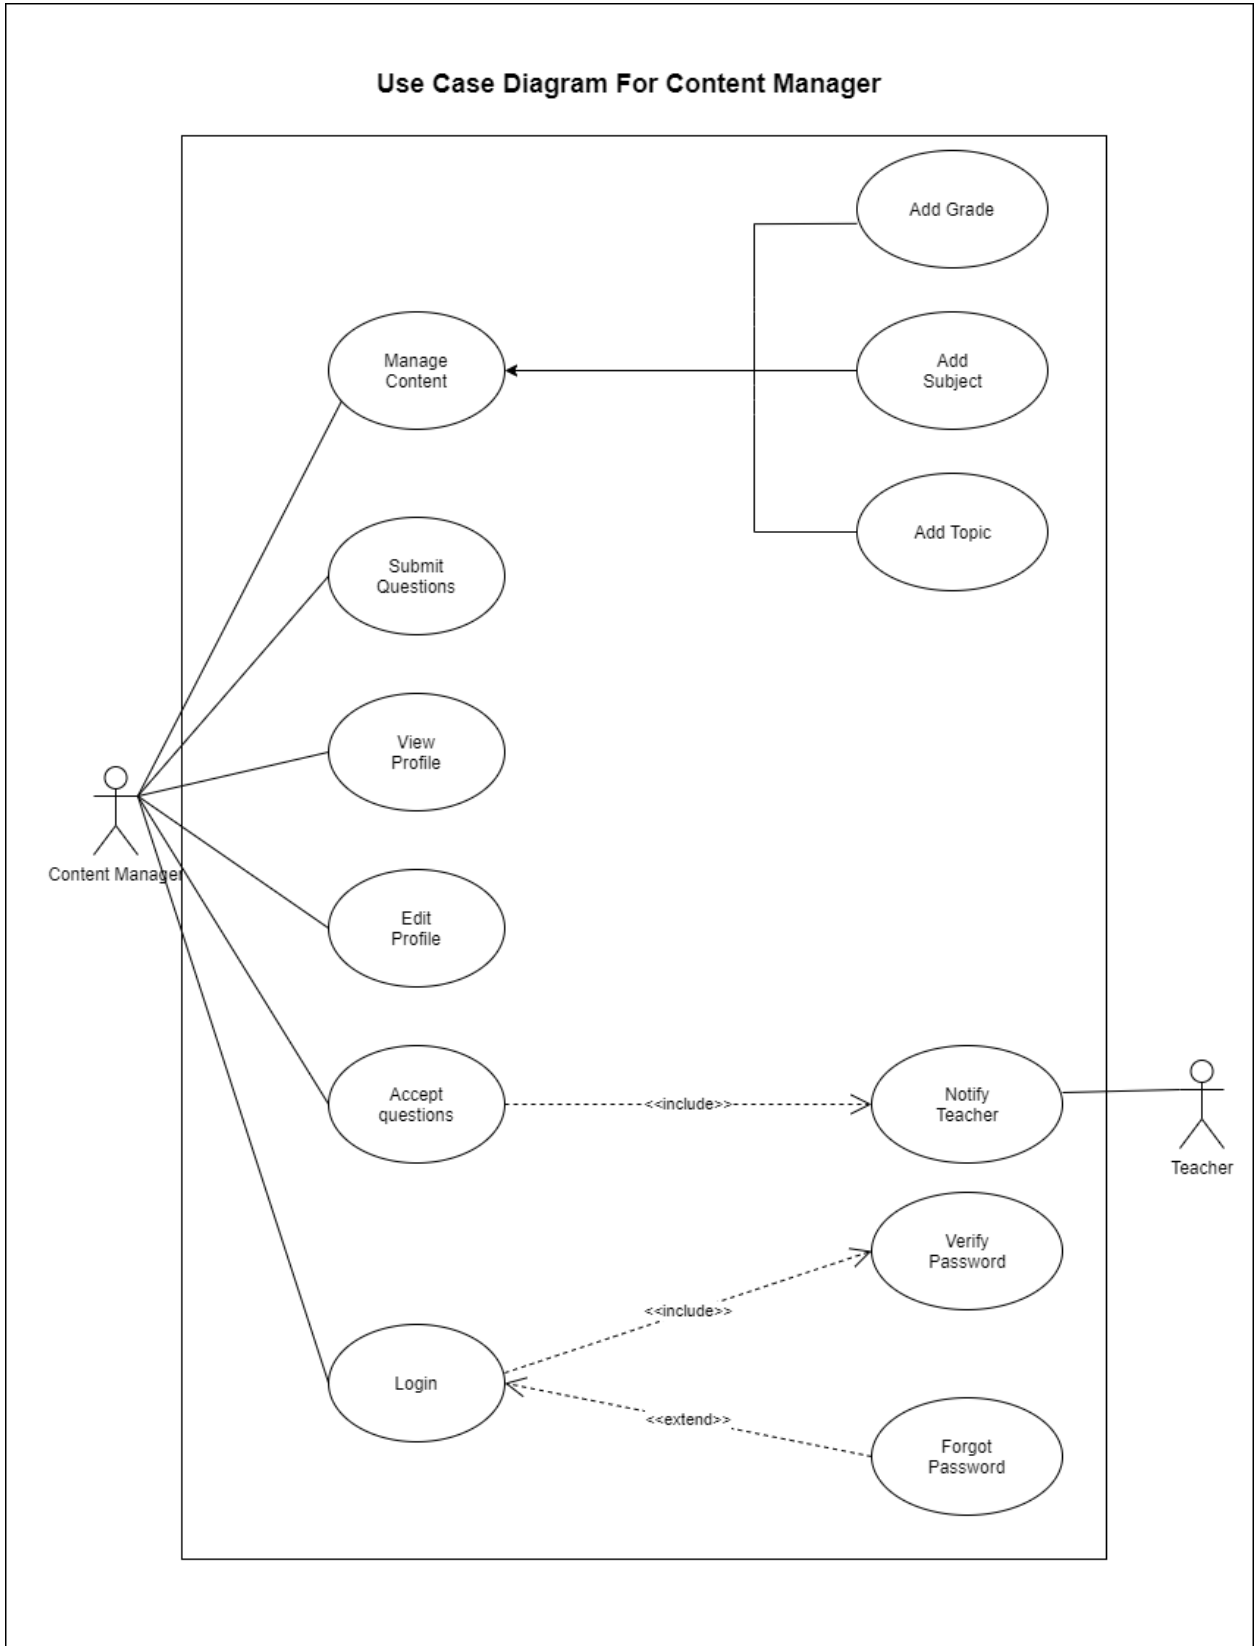 Use Case Diagram For Content Manager
Add Grade
Manage
Content
Add
Subject
Add Topic
Submit
Questions
View
Profile
Content Manager
Edit
Profile
Accept
questions
<<include>>
Notify
Teacher
Teacher
Verify
Password
<<include>>
Login
<<extend>>
Forgot
Password